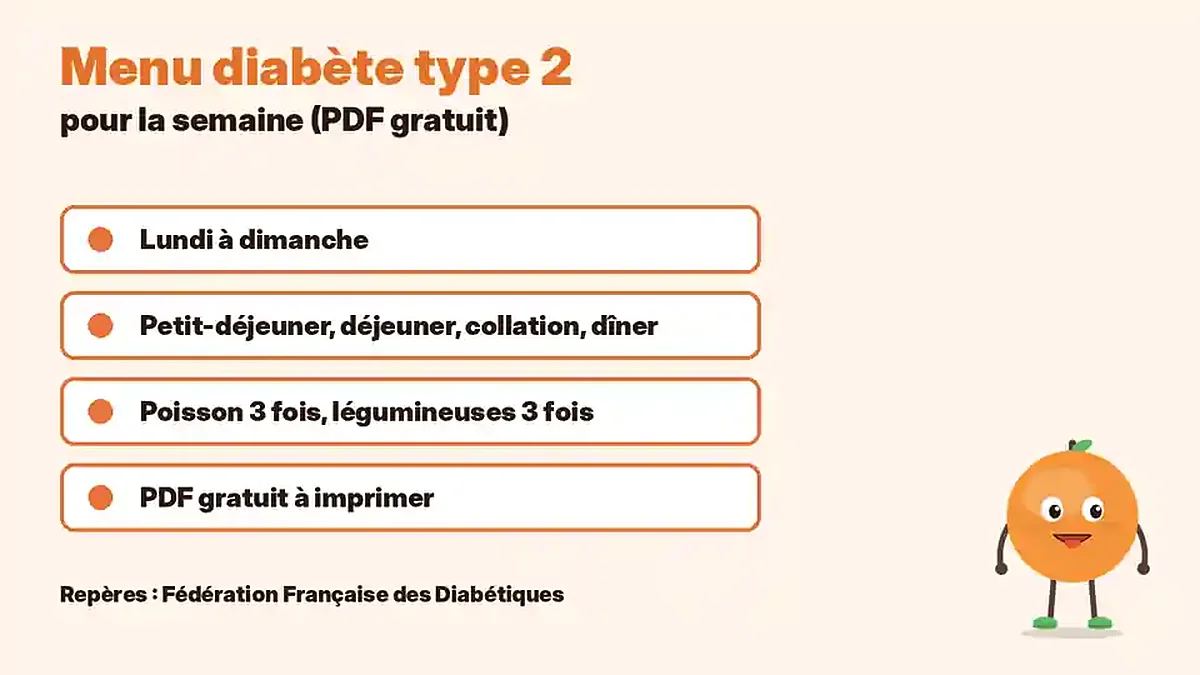 Menu diabète type 2
pour la semaine (PDF gratuit)
Lundi à dimanche
Petit-déjeuner, déjeuner, collation, dîner
Poisson 3 fois, légumineuses 3 fois
PDF gratuit à imprimer
Repères : Fédération Française des Diabétiques